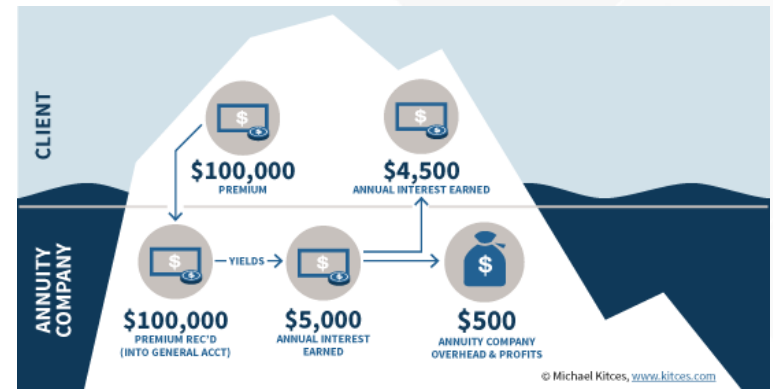 CLIENT
$
$
$100,000
PREMIUM
$4,500
ANNUAL INTEREST EARNED
ANNUITY
COMPANY
$
YIELDS
$
$
$100,000
PREMIUM REC'D
(INTO GENERAL ACCT)
$5,000
ANNUAL INTEREST
EARNED
$500
ANNUITY COMPANY
OVERHEAD & PROFITS
© Michael Kitces, www.kitces.com